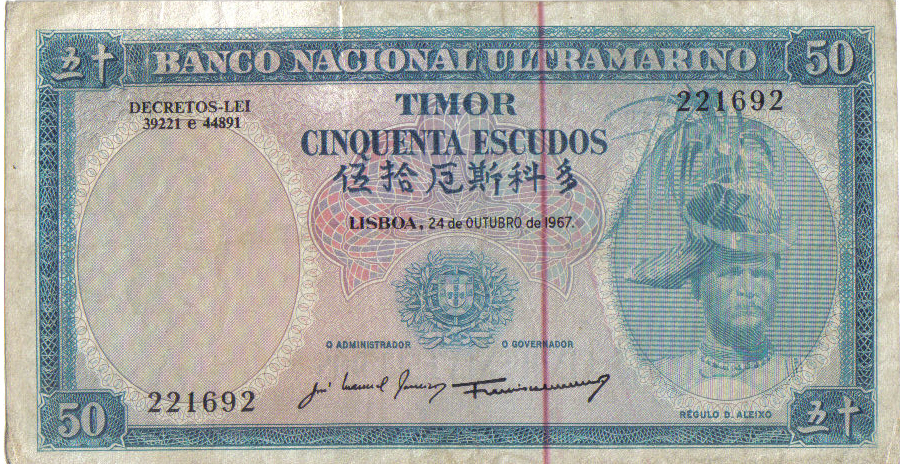 五十 BANCO NACIONAL ULTRAMARINO 50
DECRETOS-LEI
39221 e 44891
TIMOR
221692
CINQUENTA ESCUDOS
伍拾厄斯科多
LISBOA, 24 de OUTUBRO de 1967.
O ADMINISTRADOR
O GOVERNADOR
221692
RÉGULO D. ALEIXO
50
五十